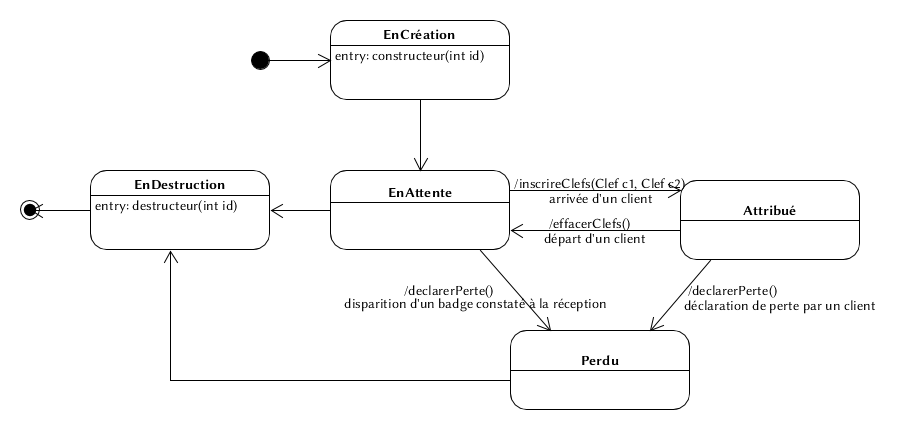 EnCréation
entry: constructeur(int id)
EnDestruction
entry: destructeur(int id)
EnAttente
/inscrireClefs(Clef c1, Clef c2)
arrivée d'un client
/effacerClefs()
départ d'un client
Attribué
/declarerPerte()
disparition d'un badge constaté à la réception
/declarerPerte()
déclaration de perte par un client
Perdu